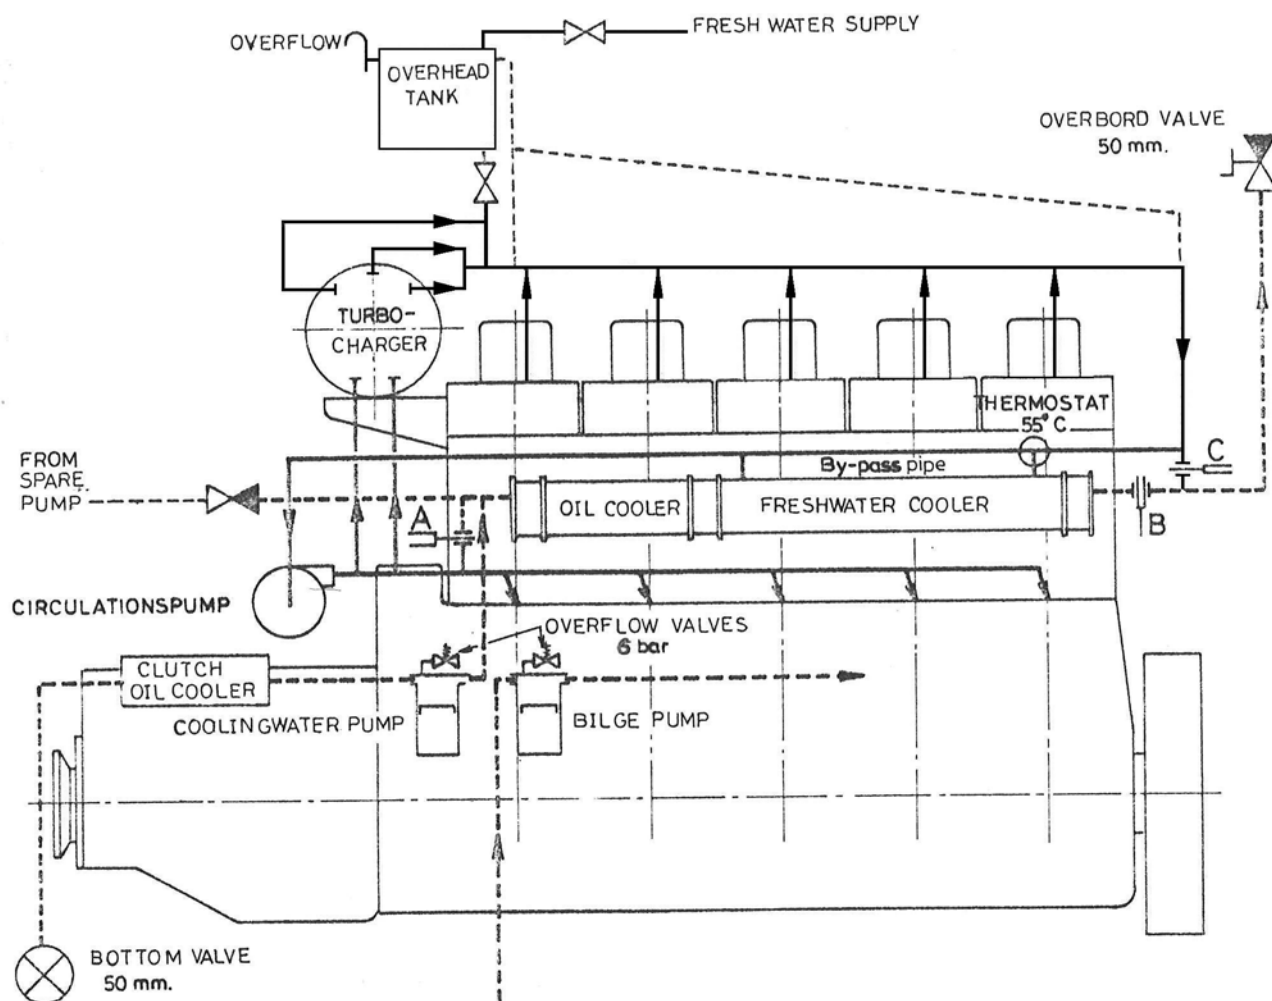 OVERFLOW
FRESH WATER SUPPLY
OVERHEAD
TANK
OVERBORD VALVE
50 mm.
TURBO-
CHARGER
THERMOSTAT
55° C
FROM
SPARE
PUMP
By-pass pipe
C
OIL COOLER
FRESHWATER COOLER
A
B
CIRCULATIONSPUMP
OVERFLOW VALVES
6 bar
CLUTCH
OIL COOLER
COOLINGWATER PUMP
BILGE PUMP
BOTTOM VALVE
50 mm.